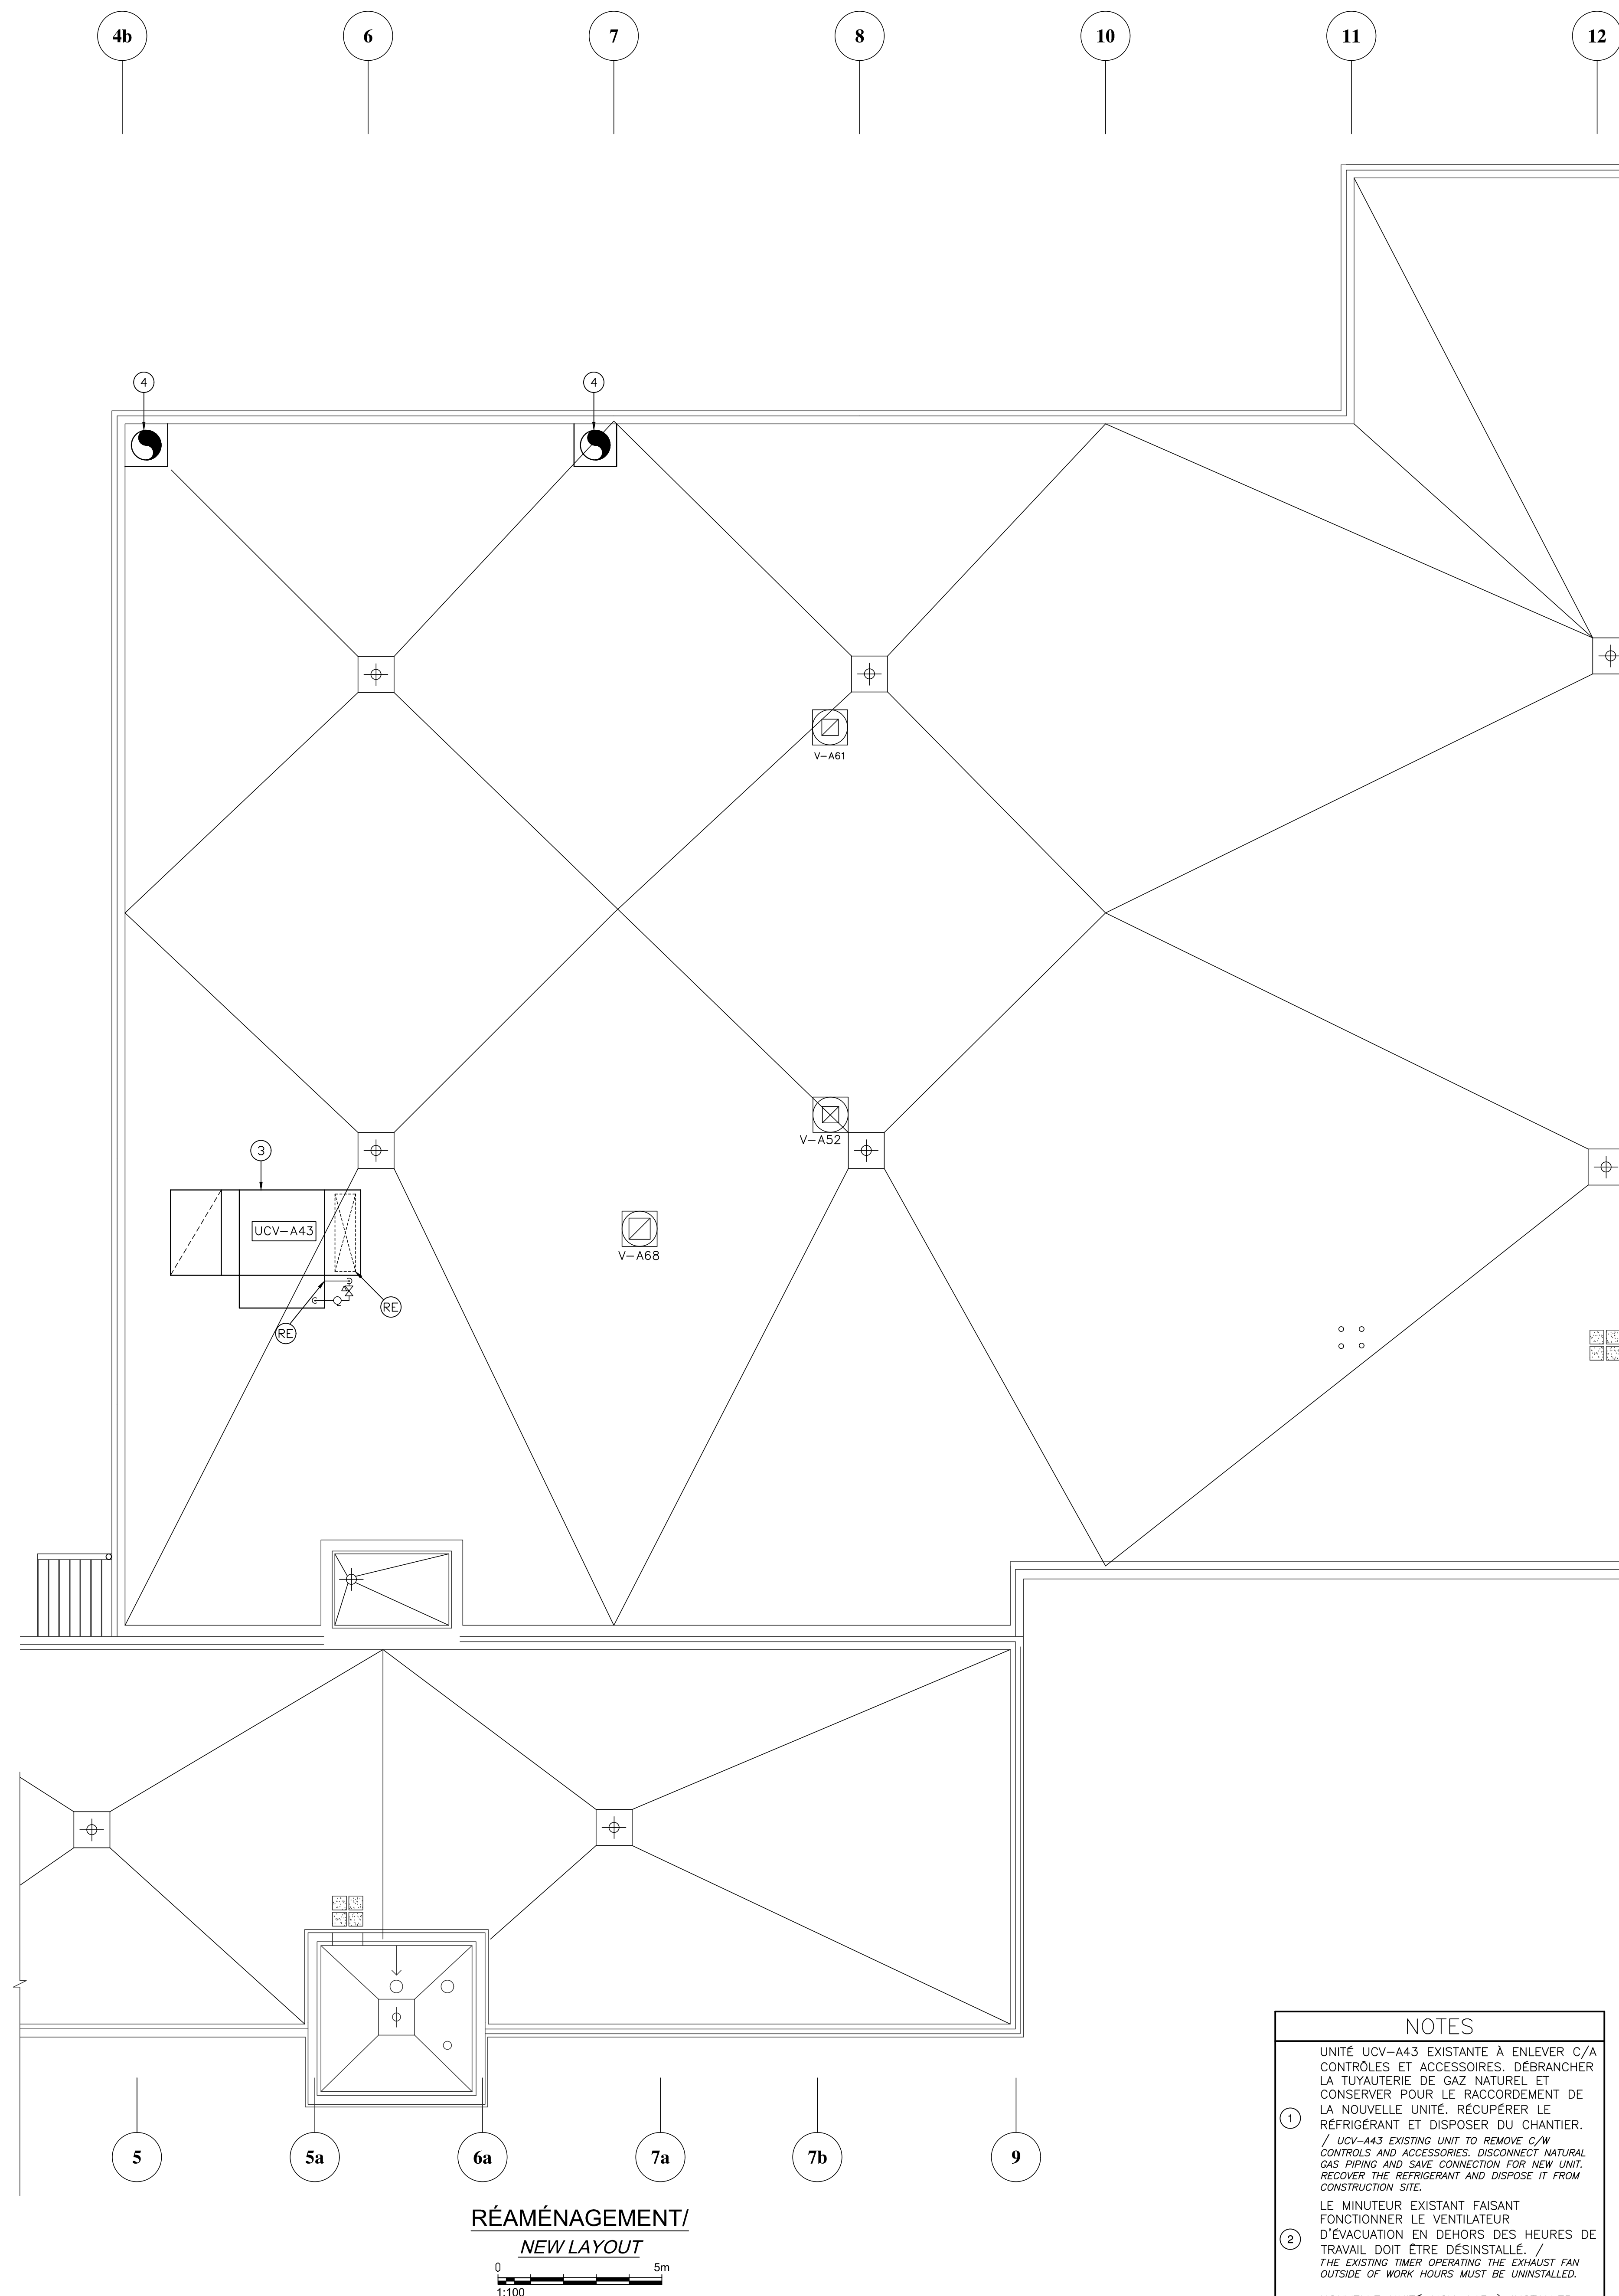 4b 6 7 8 10 11 12
4 4
V-A61
V-A52
3
UCV-A43
V-A68
RE
RE
5 5a 6a 7a 7b 9
RÉAMÉNAGEMENT/
NEW LAYOUT
0 5m
1:100
NOTES
UNITÉ UCV-A43 EXISTANTE À ENLEVER C/A
CONTRÔLES ET ACCESSOIRES. DÉBRANCHER
LA TUYAUTERIE DE GAZ NATUREL ET
CONSERVER POUR LE RACCORDEMENT DE
1 LA NOUVELLE UNITÉ. RÉCUPÉRER LE
RÉFRIGÉRANT ET DISPOSER DU CHANTIER.
/ UCV-A43 EXISTING UNIT TO REMOVE C/W
CONTROLS AND ACCESSORIES. DISCONNECT NATURAL
GAS PIPING AND SAVE CONNECTION FOR NEW UNIT.
RECOVER THE REFRIGERANT AND DISPOSE IT FROM
CONSTRUCTION SITE.
LE MINUTEUR EXISTANT FAISANT
FONCTIONNER LE VENTILATEUR
2 D'ÉVACUATION EN DEHORS DES HEURES DE
TRAVAIL DOIT ÊTRE DÉSINSTALLÉ. /
THE EXISTING TIMER OPERATING THE EXHAUST FAN
OUTSIDE OF WORK HOURS MUST BE UNINSTALLED.